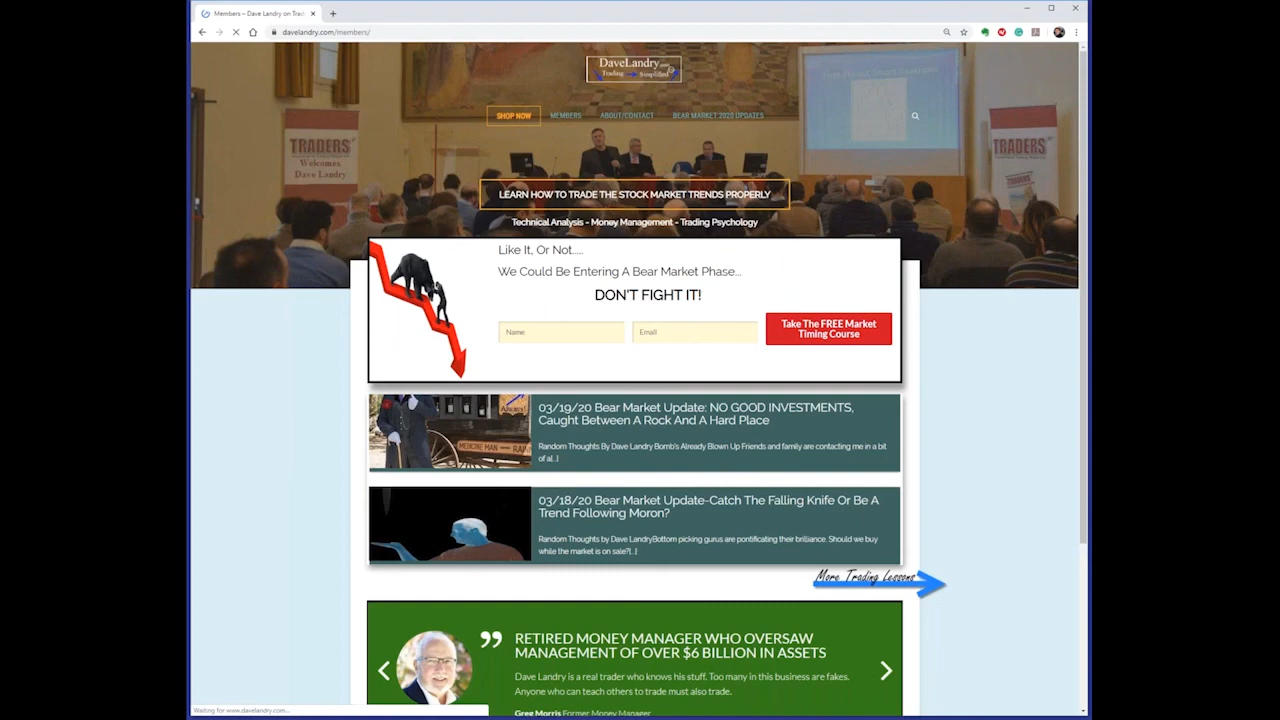 Members – Dave Landry on Trad
davelandry.com/members/
DaveLandry.com
Trading Simplified
SHOP NOW
MEMBERS
ABOUT/CONTACT
BEAR MARKET 2020 UPDATES
TRADERS'
Welcomes
Dave Landry
TRADERS'
LEARN HOW TO TRADE THE STOCK MARKET TRENDS PROPERLY
Technical Analysis - Money Management - Trading Psychology
Like It, Or Not.....
We Could Be Entering A Bear Market Phase...
DON'T FIGHT IT!
Name
Email
Take The FREE Market
Timing Course
03/19/20 Bear Market Update: NO GOOD INVESTMENTS,
Caught Between A Rock And A Hard Place
Random Thoughts By Dave Landry Bomb's Already Blown Up Friends and family are contacting me in a bit
of a[...]
MEDICINE MAN
03/18/20 Bear Market Update-Catch The Falling Knife Or Be A
Trend Following Moron?
Random Thoughts by Dave LandryBottom picking gurus are pontificating their brilliance. Should we buy
while the market is on sale?[...]
More Trading Lessons
RETIRED MONEY MANAGER WHO OVERSAW
MANAGEMENT OF OVER $6 BILLION IN ASSETS
Dave Landry is a real trader who knows his stuff. Too many in this business are fakes.
Anyone who can teach others to trade must also trade.
Greg Morris Former Money Manager
Waiting for www.davelandry.com...